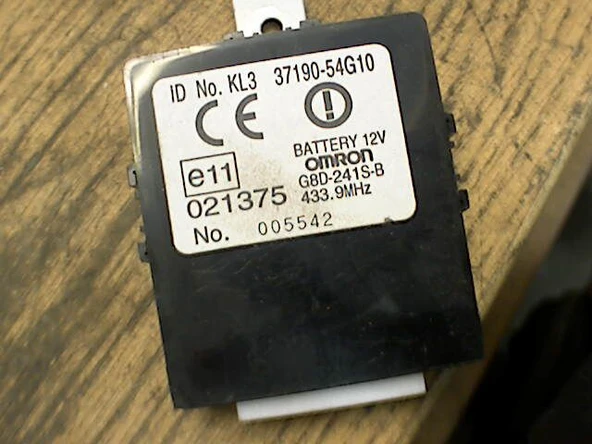 ID No. KL3 37190-54G10
CE
BATTERY 12V
OMRON
e11
G8D-241S-B
021375 433.9MHz
No. 005542